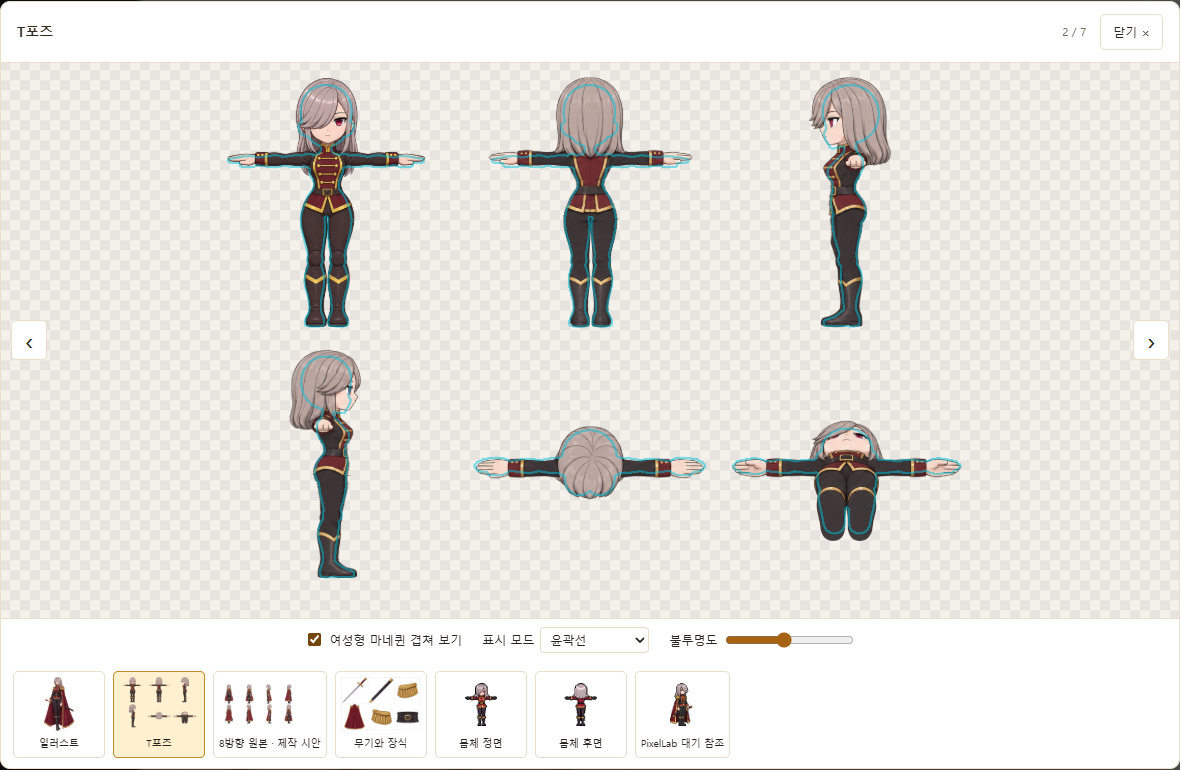 T포즈
2 / 7
닫기 ×
‹
›
여성형 마네퀸 겹쳐 보기
표시 모드
윤곽선
불투명도
일러스트
T포즈
8방향 원본 · 제작 시안
무기와 장식
몸체 정면
몸체 후면
PixelLab 대기 참조